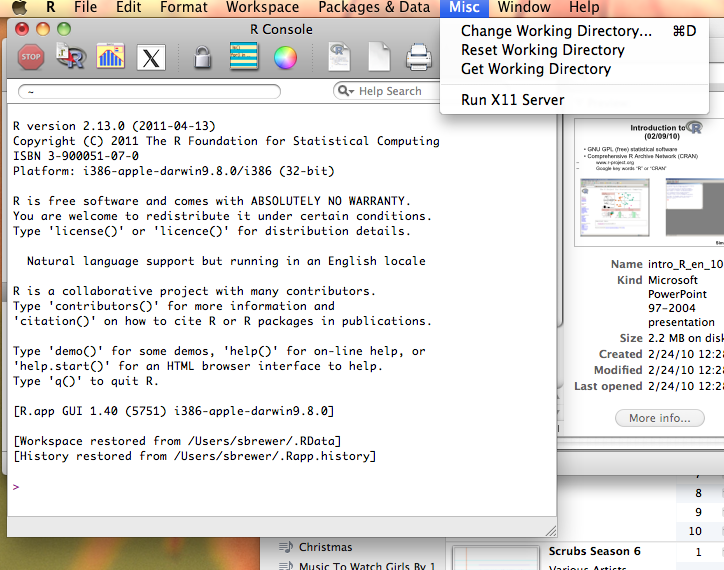 R File Edit Format Workspace Packages & Data Misc Window Help
R Console
STOP
R
X
~
Help Search
Change Working Directory... ⌘D
Reset Working Directory
Get Working Directory
Run X11 Server
R version 2.13.0 (2011-04-13)
Copyright (C) 2011 The R Foundation for Statistical Computing
ISBN 3-900051-07-0
Platform: i386-apple-darwin9.8.0/i386 (32-bit)
R is free software and comes with ABSOLUTELY NO WARRANTY.
You are welcome to redistribute it under certain conditions.
Type 'license()' or 'licence()' for distribution details.
Natural language support but running in an English locale
R is a collaborative project with many contributors.
Type 'contributors()' for more information and
'citation()' on how to cite R or R packages in publications.
Type 'demo()' for some demos, 'help()' for on-line help, or
'help.start()' for an HTML browser interface to help.
Type 'q()' to quit R.
[R.app GUI 1.40 (5751) i386-apple-darwin9.8.0]
[Workspace restored from /Users/sbrewer/.RData]
[History restored from /Users/sbrewer/.Rapp.history]
>
Introduction to R
(02/09/10)
• GNU GPL (free) statistical software
• Comprehensive R Archive Network (CRAN)
– www.r-project.org
– Google key words "R" or "CRAN"
Sim
Name intro_R_en_10
Kind Microsoft
PowerPoint
97-2004
presentation
Size 2.2 MB on disk
Created 2/24/10 12:28
Modified 2/24/10 12:28
Last opened 2/24/10 12:28
More info...
7
8
9
10
Christmas
Music To Watch Girls By 1
Scrubs Season 6 1
Various Artists